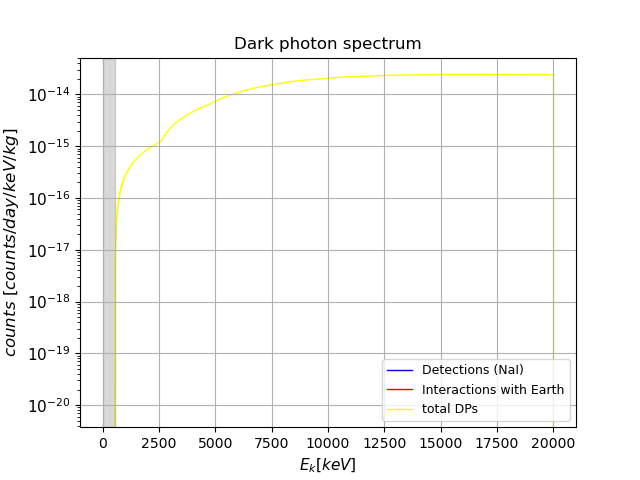 Dark photon spectrum
counts [counts/day/keV/kg]
10⁻¹⁴
10⁻¹⁵
10⁻¹⁶
10⁻¹⁷
10⁻¹⁸
10⁻¹⁹
10⁻²⁰
Detections (NaI)
Interactions with Earth
total DPs
0 2500 5000 7500 10000 12500 15000 17500 20000
Eₖ[keV]